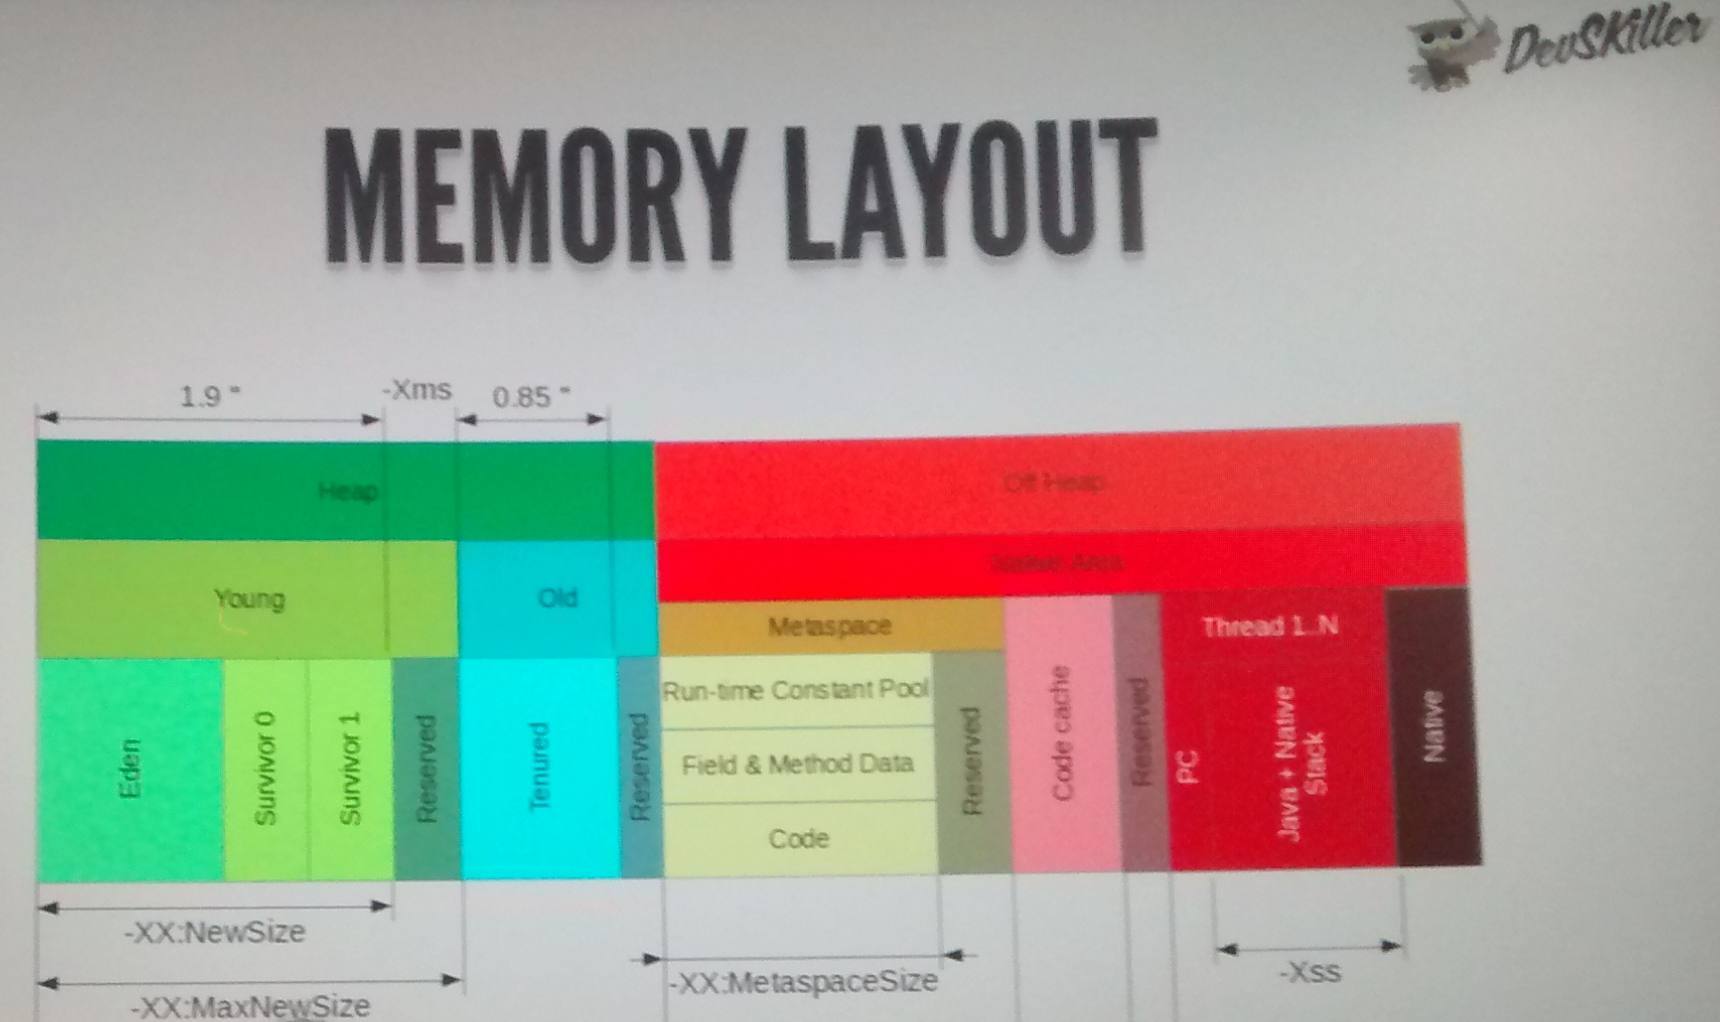 DevSKiller
MEMORY LAYOUT
1.9 "
-Xms
0.85 "
Heap
Off Heap
Native Area
Young
Old
Metaspace
Thread 1..N
Eden
Survivor 0
Survivor 1
Reserved
Tenured
Reserved
Run-time Constant Pool
Field & Method Data
Code
Reserved
Code cache
Reserved
PC
Java + Native
Stack
Native
-XX:NewSize
-XX:MaxNewSize
-XX:MetaspaceSize
-Xss